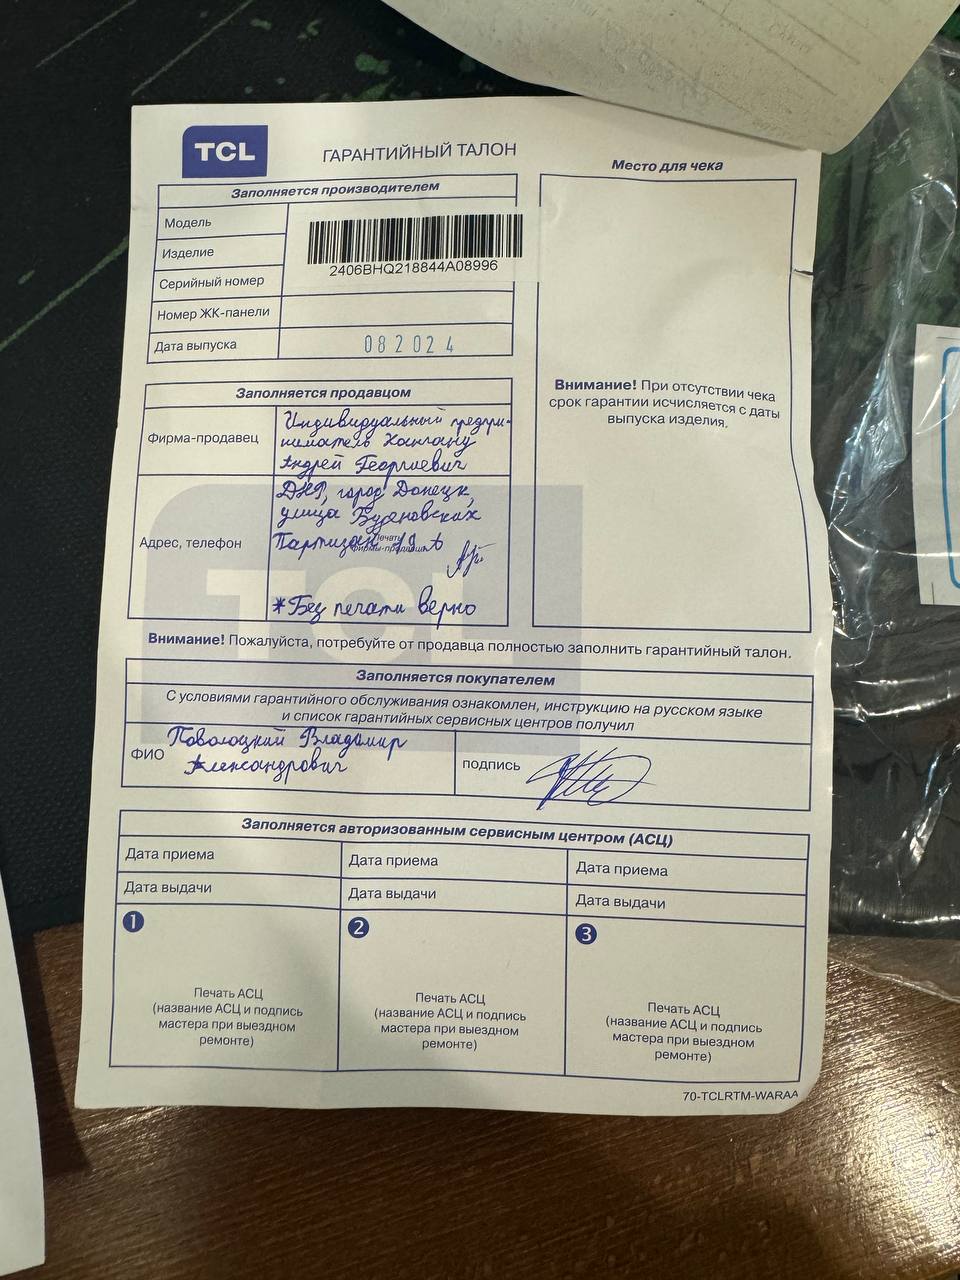 TCL
ГАРАНТИЙНЫЙ ТАЛОН
Место для чека
Заполняется производителем
Модель
Изделие
Серийный номер
2406BHQ218844A08996
Номер ЖК-панели
Дата выпуска
082024
Внимание! При отсутствии чека
срок гарантии исчисляется с даты
выпуска изделия.
Заполняется продавцом
Фирма-продавец
Индивидуальный предпри-
ниматель
Андрей Георгиевич
Адрес, телефон
ДНР, город Донецк,
улица Буденовских
Партизан
Печать
фирмы-продавца
*Без печати верно
TCL
Внимание! Пожалуйста, потребуйте от продавца полностью заполнить гарантийный талон.
Заполняется покупателем
С условиями гарантийного обслуживания ознакомлен, инструкцию на русском языке
и список гарантийных сервисных центров получил
ФИО
Поволоцкий Владимир
Александрович
подпись
Заполняется авторизованным сервисным центром (АСЦ)
Дата приема
Дата приема
Дата приема
Дата выдачи
Дата выдачи
Дата выдачи
1
2
3
Печать АСЦ
(название АСЦ и подпись
мастера при выездном
ремонте)
Печать АСЦ
(название АСЦ и подпись
мастера при выездном
ремонте)
Печать АСЦ
(название АСЦ и подпись
мастера при выездном
ремонте)
70-TCLRTM-WARAA